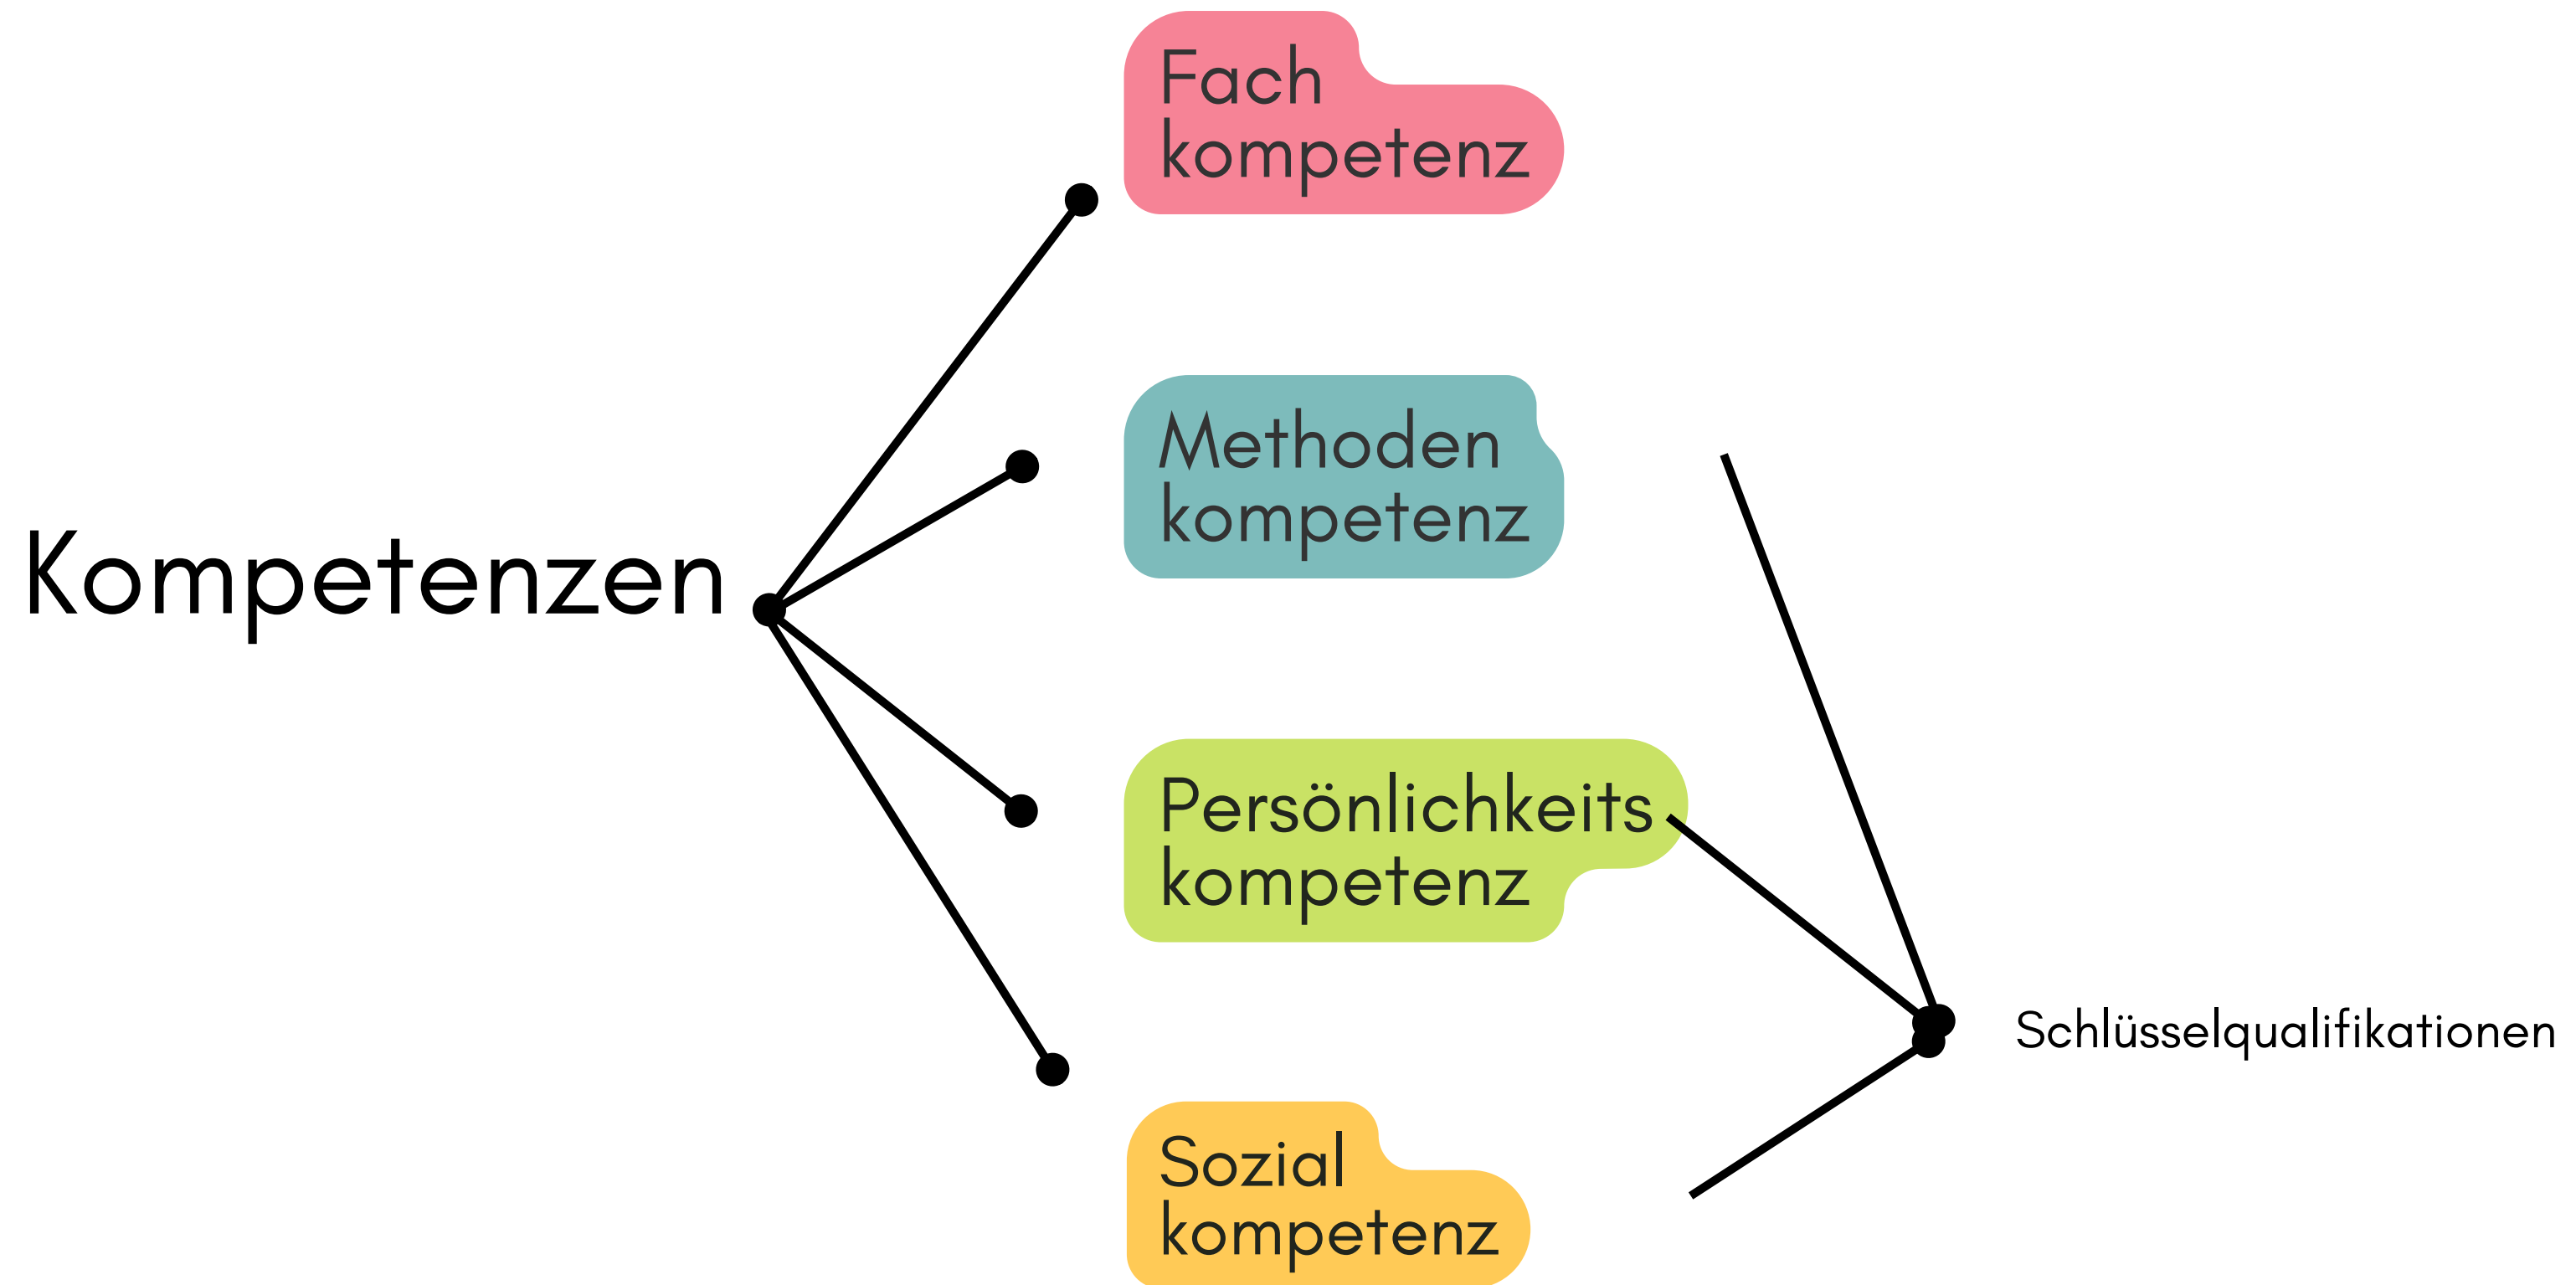 Kompetenzen
Fach
kompetenz
Methoden
kompetenz
Persönlichkeits
kompetenz
Sozial
kompetenz
Schlüsselqualifikationen